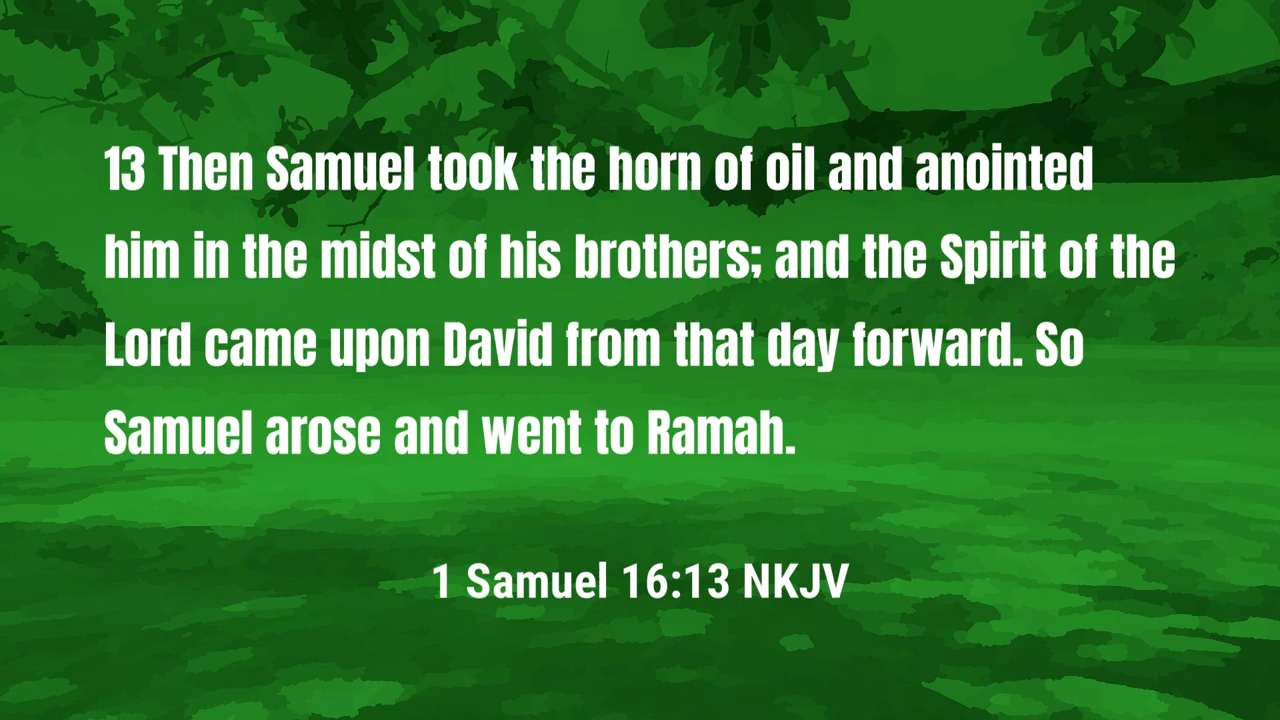 13 Then Samuel took the horn of oil and anointed
him in the midst of his brothers; and the Spirit of the
Lord came upon David from that day forward. So
Samuel arose and went to Ramah.
1 Samuel 16:13 NKJV